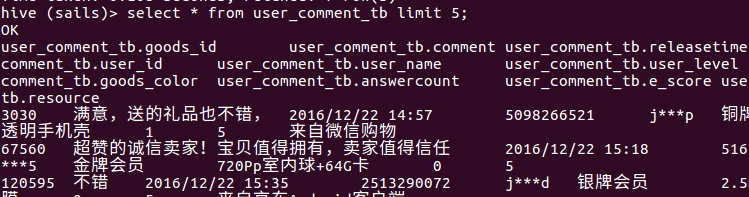 hive (sails)> select * from user_comment_tb limit 5;
OK
user_comment_tb.goods_id user_comment_tb.comment user_comment_tb.releasetime
comment_tb.user_id user_comment_tb.user_name user_comment_tb.user_level
comment_tb.goods_color user_comment_tb.answercount user_comment_tb.e_score use
tb.resource
3030 满意，送的礼品也不错， 2016/12/22 14:57 5098266521 j***p 铜牌
透明手机壳 1 5 来自微信购物
67560 超赞的诚信卖家！宝贝值得拥有，卖家值得信任 2016/12/22 15:18 516
***5 金牌会员 720Pp室内球+64G卡 0 5
120595 不错 2016/12/22 15:35 2513290072 j***d 银牌会员 2.5